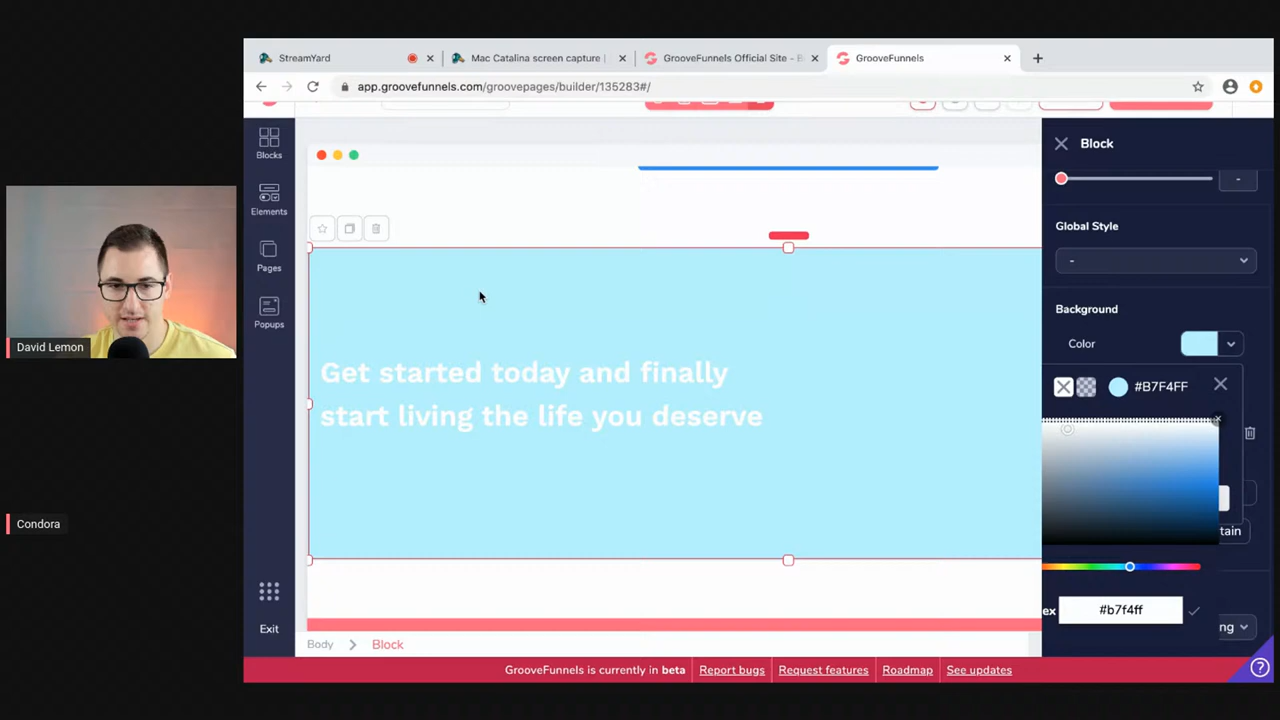 StreamYard
Mac Catalina screen capture |
GrooveFunnels Official Site - B
GrooveFunnels
app.groovefunnels.com/groovepages/builder/135283#/
Blocks
Elements
Pages
Popups
Exit
Block
-
Global Style
-
Background
Color
#B7F4FF
tain
ex
#b7f4ff
ng
Get started today and finally
start living the life you deserve
Body
Block
GrooveFunnels is currently in beta
Report bugs
Request features
Roadmap
See updates
?
David Lemon
Condora